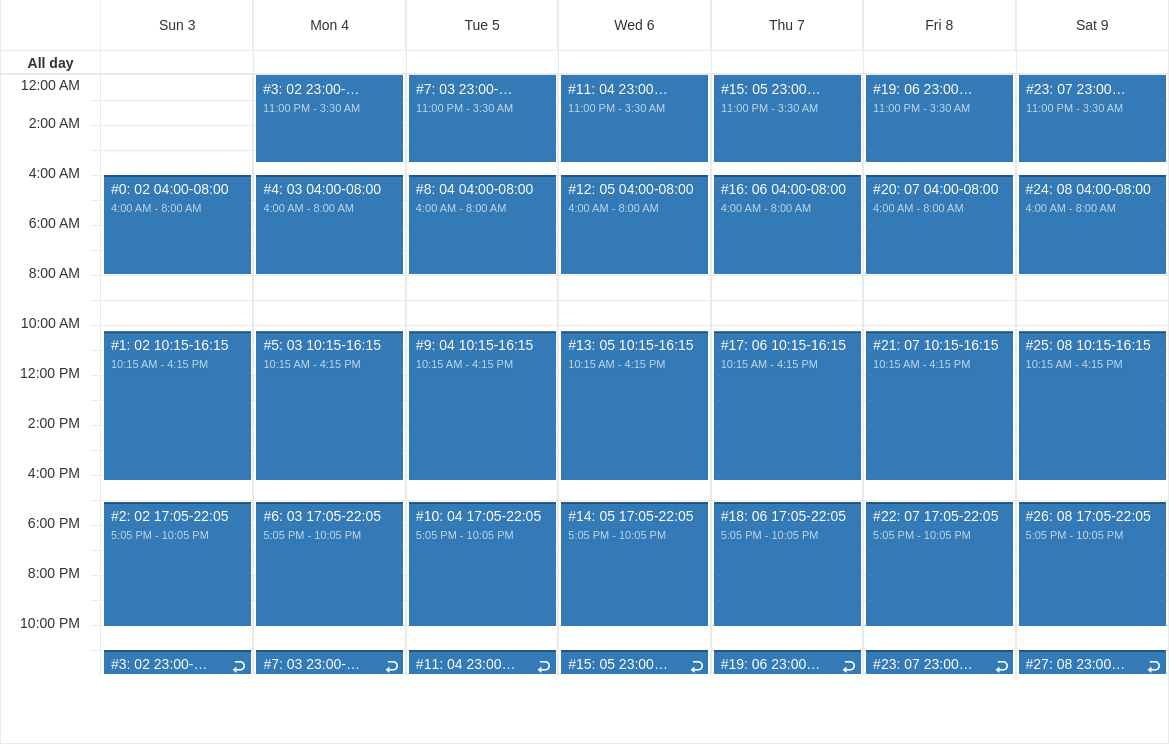 Sun 3
Mon 4
Tue 5
Wed 6
Thu 7
Fri 8
Sat 9
All day
12:00 AM
2:00 AM
4:00 AM
6:00 AM
8:00 AM
10:00 AM
12:00 PM
2:00 PM
4:00 PM
6:00 PM
8:00 PM
10:00 PM
#0: 02 04:00-08:00
4:00 AM - 8:00 AM
#1: 02 10:15-16:15
10:15 AM - 4:15 PM
#2: 02 17:05-22:05
5:05 PM - 10:05 PM
#3: 02 23:00-…
#3: 02 23:00-…
11:00 PM - 3:30 AM
#4: 03 04:00-08:00
4:00 AM - 8:00 AM
#5: 03 10:15-16:15
10:15 AM - 4:15 PM
#6: 03 17:05-22:05
5:05 PM - 10:05 PM
#7: 03 23:00-…
#7: 03 23:00-…
11:00 PM - 3:30 AM
#8: 04 04:00-08:00
4:00 AM - 8:00 AM
#9: 04 10:15-16:15
10:15 AM - 4:15 PM
#10: 04 17:05-22:05
5:05 PM - 10:05 PM
#11: 04 23:00…
#11: 04 23:00…
11:00 PM - 3:30 AM
#12: 05 04:00-08:00
4:00 AM - 8:00 AM
#13: 05 10:15-16:15
10:15 AM - 4:15 PM
#14: 05 17:05-22:05
5:05 PM - 10:05 PM
#15: 05 23:00…
#15: 05 23:00…
11:00 PM - 3:30 AM
#16: 06 04:00-08:00
4:00 AM - 8:00 AM
#17: 06 10:15-16:15
10:15 AM - 4:15 PM
#18: 06 17:05-22:05
5:05 PM - 10:05 PM
#19: 06 23:00…
#19: 06 23:00…
11:00 PM - 3:30 AM
#20: 07 04:00-08:00
4:00 AM - 8:00 AM
#21: 07 10:15-16:15
10:15 AM - 4:15 PM
#22: 07 17:05-22:05
5:05 PM - 10:05 PM
#23: 07 23:00…
#23: 07 23:00…
11:00 PM - 3:30 AM
#24: 08 04:00-08:00
4:00 AM - 8:00 AM
#25: 08 10:15-16:15
10:15 AM - 4:15 PM
#26: 08 17:05-22:05
5:05 PM - 10:05 PM
#27: 08 23:00…